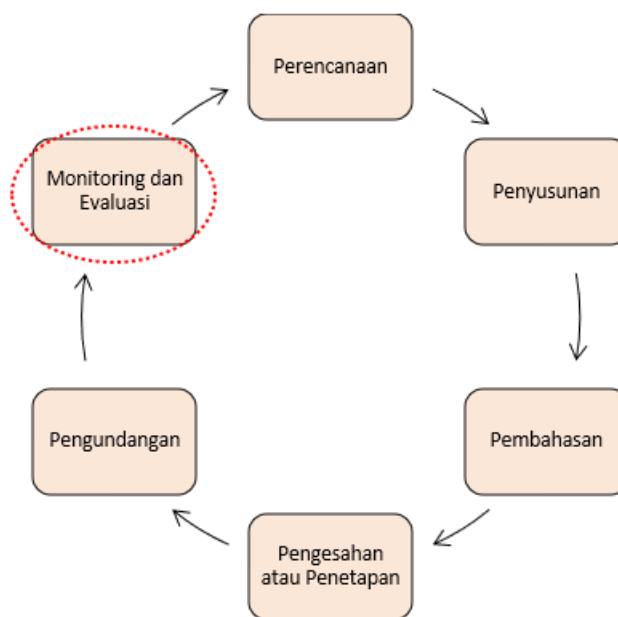 Perencanaan
Penyusunan
Pembahasan
Pengesahan
atau Penetapan
Pengundangan
Monitoring dan
Evaluasi